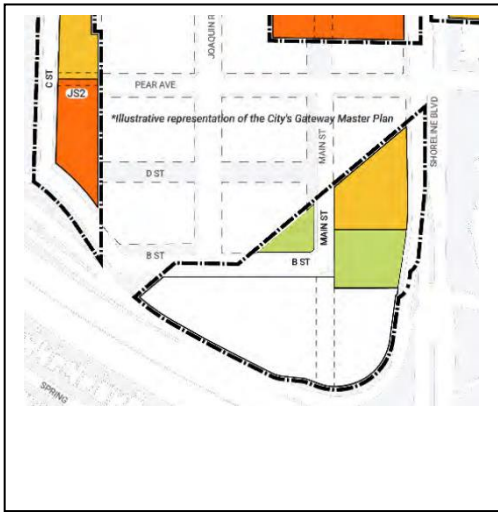 JOAQUIN R
C ST
PEAR AVE
JS2
*Illustrative representation of the City's Gateway Master Plan
MAIN ST
SHORELINE BLVD
D ST
MAIN ST
B ST
B ST
SPRING